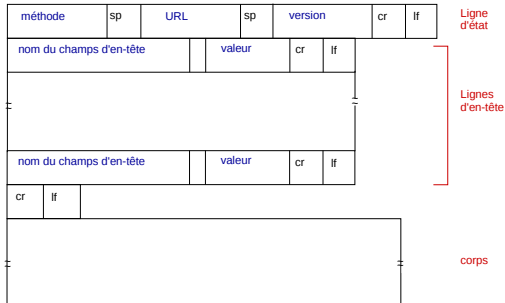 méthode sp URL sp version cr lf
Ligne
d'état
nom du champs d'en-tête valeur cr lf
Lignes
d'en-tête
nom du champs d'en-tête valeur cr lf
cr lf
corps